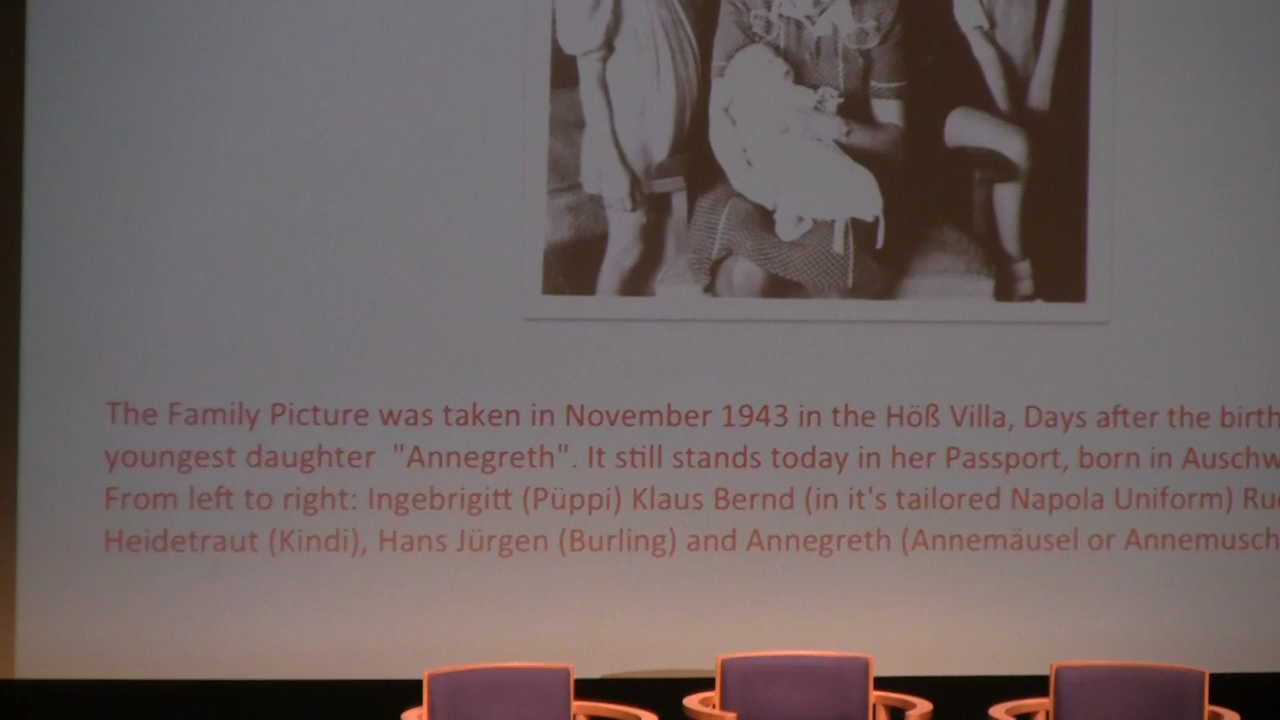 The Family Picture was taken in November 1943 in the Höß Villa, Days after the birth
youngest daughter "Annegreth". It still stands today in her Passport, born in Auschw
From left to right: Ingebrigitt (Püppi) Klaus Bernd (in it's tailored Napola Uniform) Ru
Heidetraut (Kindi), Hans Jürgen (Burling) and Annegreth (Annemäusel or Annemusch